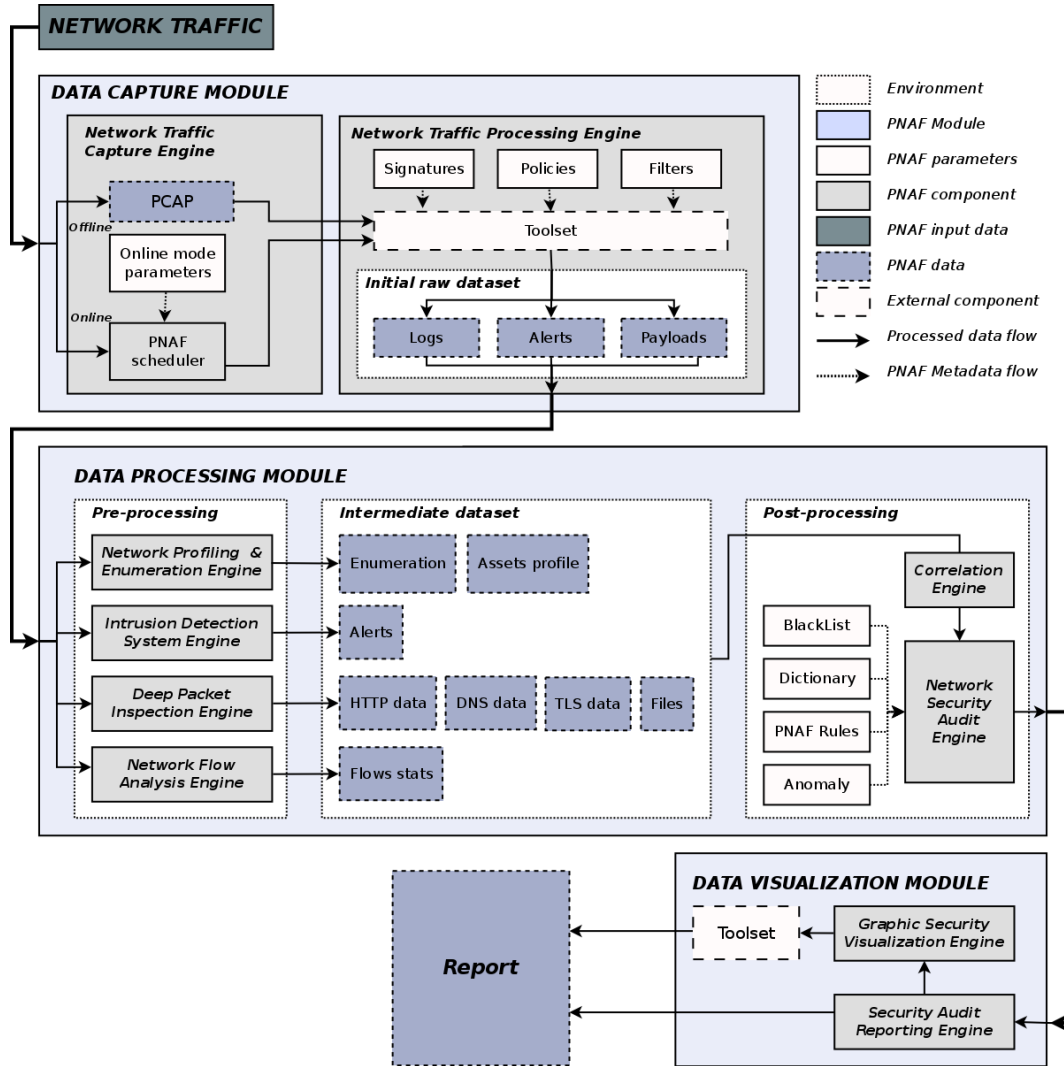 NETWORK TRAFFIC
DATA CAPTURE MODULE
Network Traffic
Capture Engine
PCAP
Offline
Online mode
parameters
Online
PNAF
scheduler
Network Traffic Processing Engine
Signatures
Policies
Filters
Toolset
Initial raw dataset
Logs
Alerts
Payloads
Environment
PNAF Module
PNAF parameters
PNAF component
PNAF input data
PNAF data
External component
Processed data flow
PNAF Metadata flow
DATA PROCESSING MODULE
Pre-processing
Network Profiling &
Enumeration Engine
Intrusion Detection
System Engine
Deep Packet
Inspection Engine
Network Flow
Analysis Engine
Intermediate dataset
Enumeration
Assets profile
Alerts
HTTP data
DNS data
TLS data
Files
Flows stats
Post-processing
Correlation
Engine
BlackList
Dictionary
PNAF Rules
Anomaly
Network
Security
Audit
Engine
DATA VISUALIZATION MODULE
Toolset
Graphic Security
Visualization Engine
Security Audit
Reporting Engine
Report